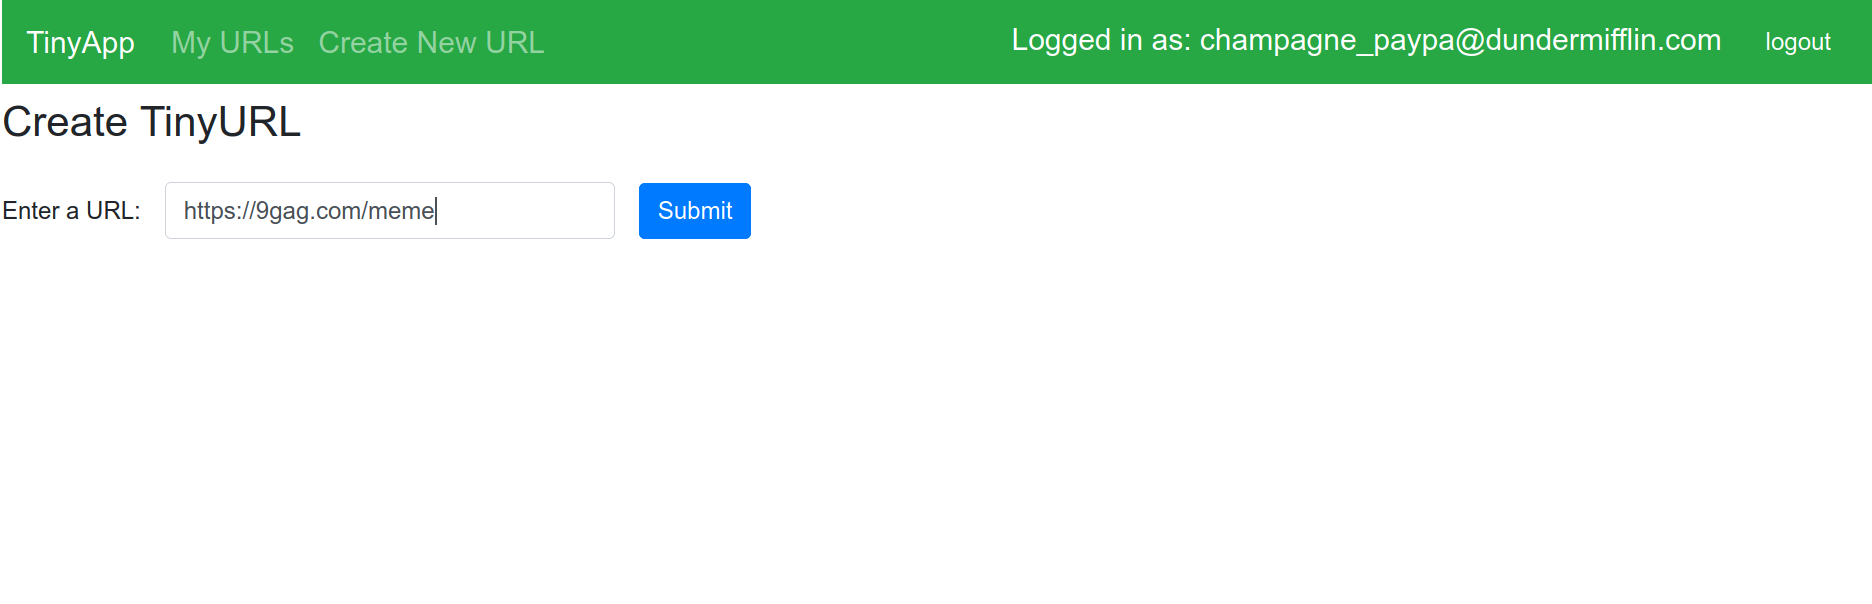 TinyApp My URLs Create New URL Logged in as: champagne_paypa@dundermifflin.com logout
Create TinyURL
Enter a URL: https://9gag.com/meme Submit